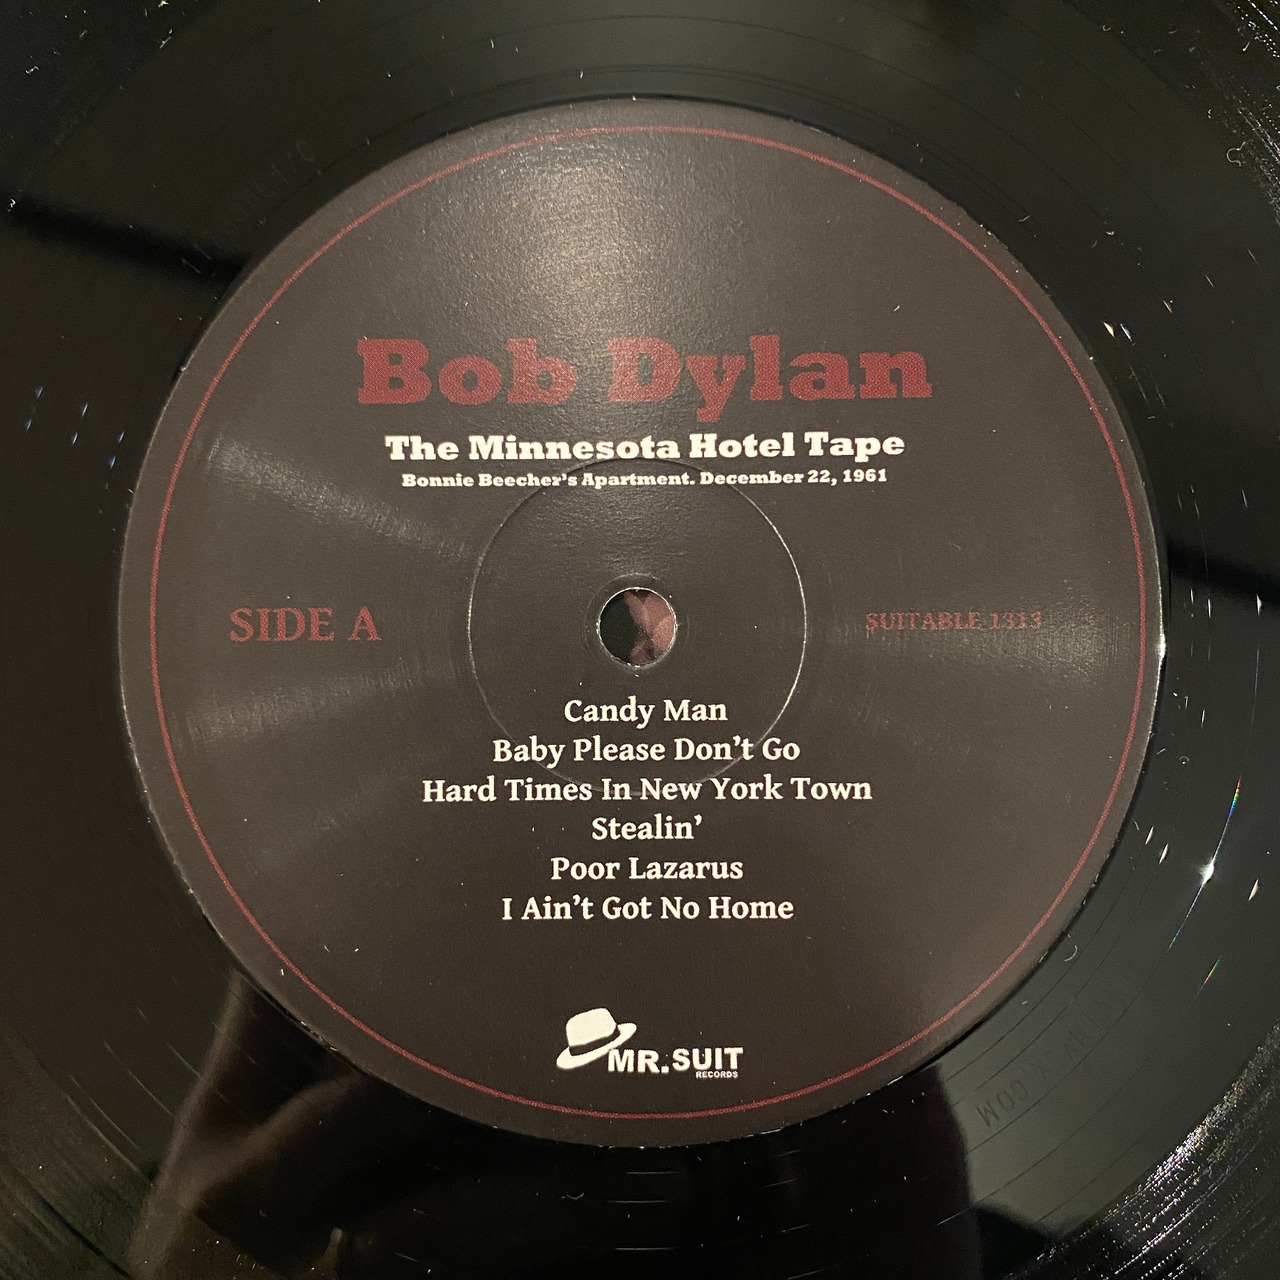 Bob Dylan
The Minnesota Hotel Tape
Bonnie Beecher's Apartment. December 22, 1961
SIDE A
SUITABLE 1313
Candy Man
Baby Please Don't Go
Hard Times In New York Town
Stealin'
Poor Lazarus
I Ain't Got No Home
MR. SUIT
RECORDS